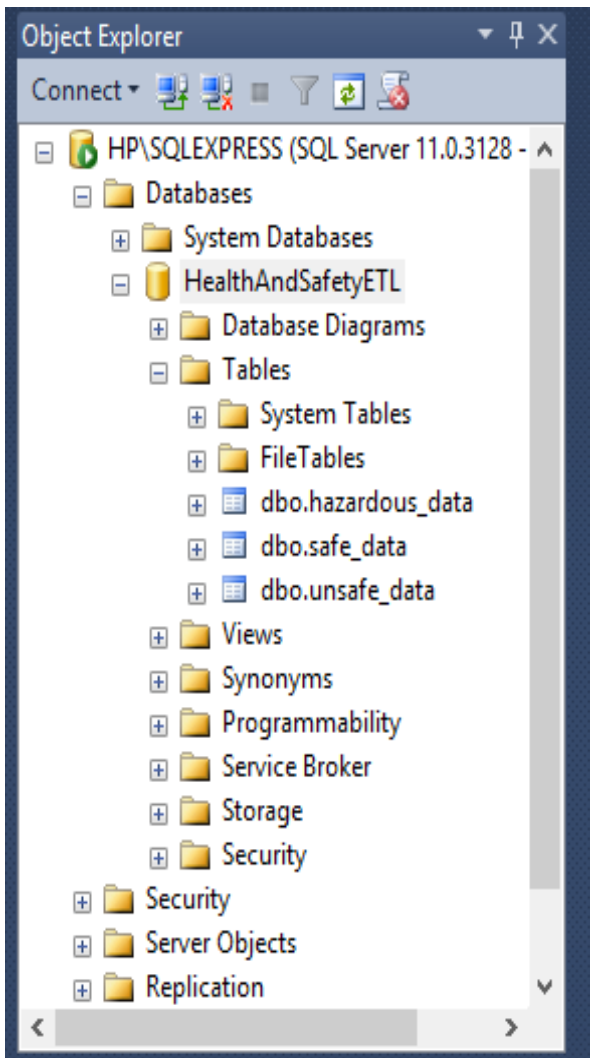 Object Explorer
Connect
HP\SQLEXPRESS (SQL Server 11.0.3128 -
Databases
System Databases
HealthAndSafetyETL
Database Diagrams
Tables
System Tables
FileTables
dbo.hazardous_data
dbo.safe_data
dbo.unsafe_data
Views
Synonyms
Programmability
Service Broker
Storage
Security
Security
Server Objects
Replication